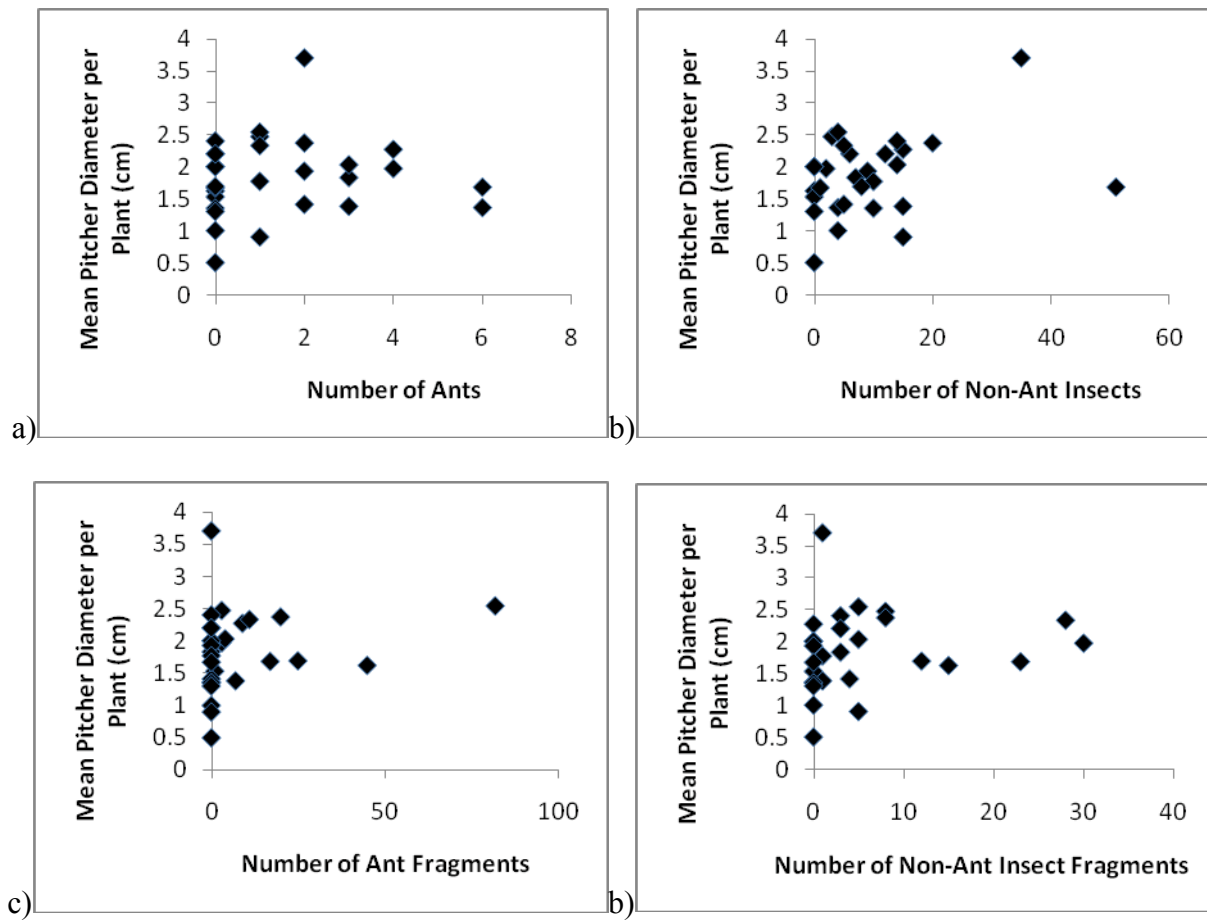 Mean Pitcher Diameter per
Plant (cm)
4
3.5
3
2.5
2
1.5
1
0.5
0
0 2 4 6 8
Number of Ants
a)
Mean Pitcher Diameter per
Plant (cm)
4
3.5
3
2.5
2
1.5
1
0.5
0
0 20 40 60
Number of Non-Ant Insects
b)
Mean Pitcher Diameter per
Plant (cm)
4
3.5
3
2.5
2
1.5
1
0.5
0
0 50 100
Number of Ant Fragments
c)
Mean Pitcher Diameter per
Plant (cm)
4
3.5
3
2.5
2
1.5
1
0.5
0
0 10 20 30 40
Number of Non-Ant Insect Fragments
b)